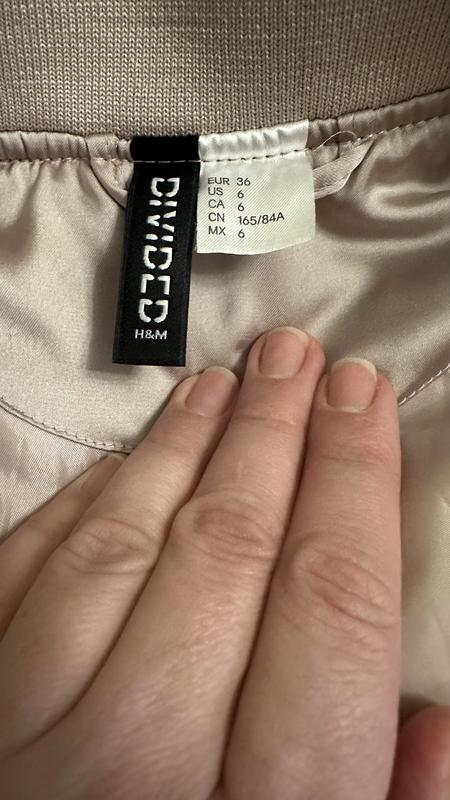 DIVIDED
H&M
EUR 36
US 6
CA 6
CN 165/84A
MX 6